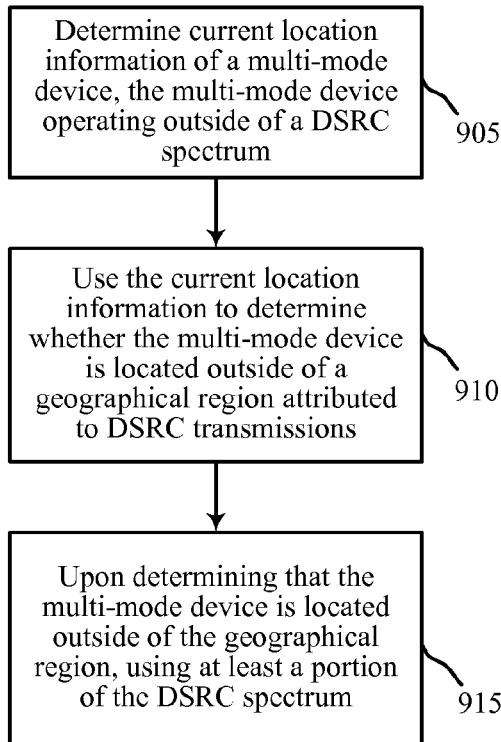 Determine current location
information of a multi-mode
device, the multi-mode device
operating outside of a DSRC
spectrum
905
Use the current location
information to determine
whether the multi-mode device
is located outside of a
geographical region attributed
to DSRC transmissions
910
Upon determining that the
multi-mode device is located
outside of the geographical
region, using at least a portion
of the DSRC spectrum
915